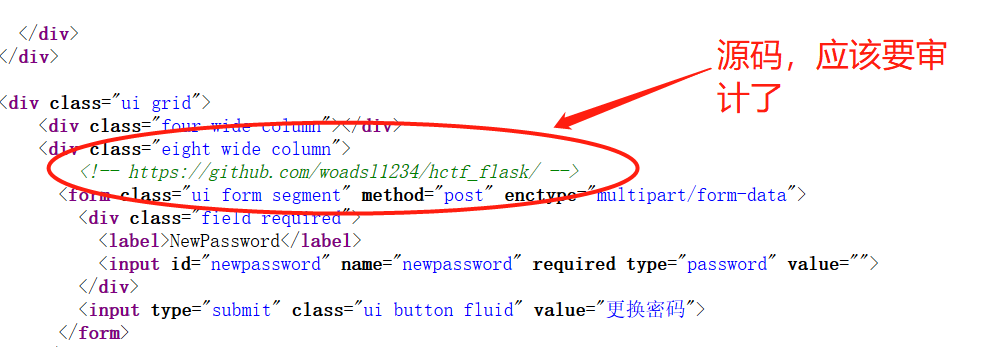 </div>
</div>
源码，应该要审
计了
<div class="ui grid">
<div class="four wide column"></div>
<div class="eight wide column">
<!-- https://github.com/woadsl1234/hctf_flask/ -->
<form class="ui form segment" method="post" enctype="multipart/form-data">
<div class="field required">
<label>NewPassword</label>
<input id="newpassword" name="newpassword" required type="password" value="">
</div>
<input type="submit" class="ui button fluid" value="更换密码">
</form>